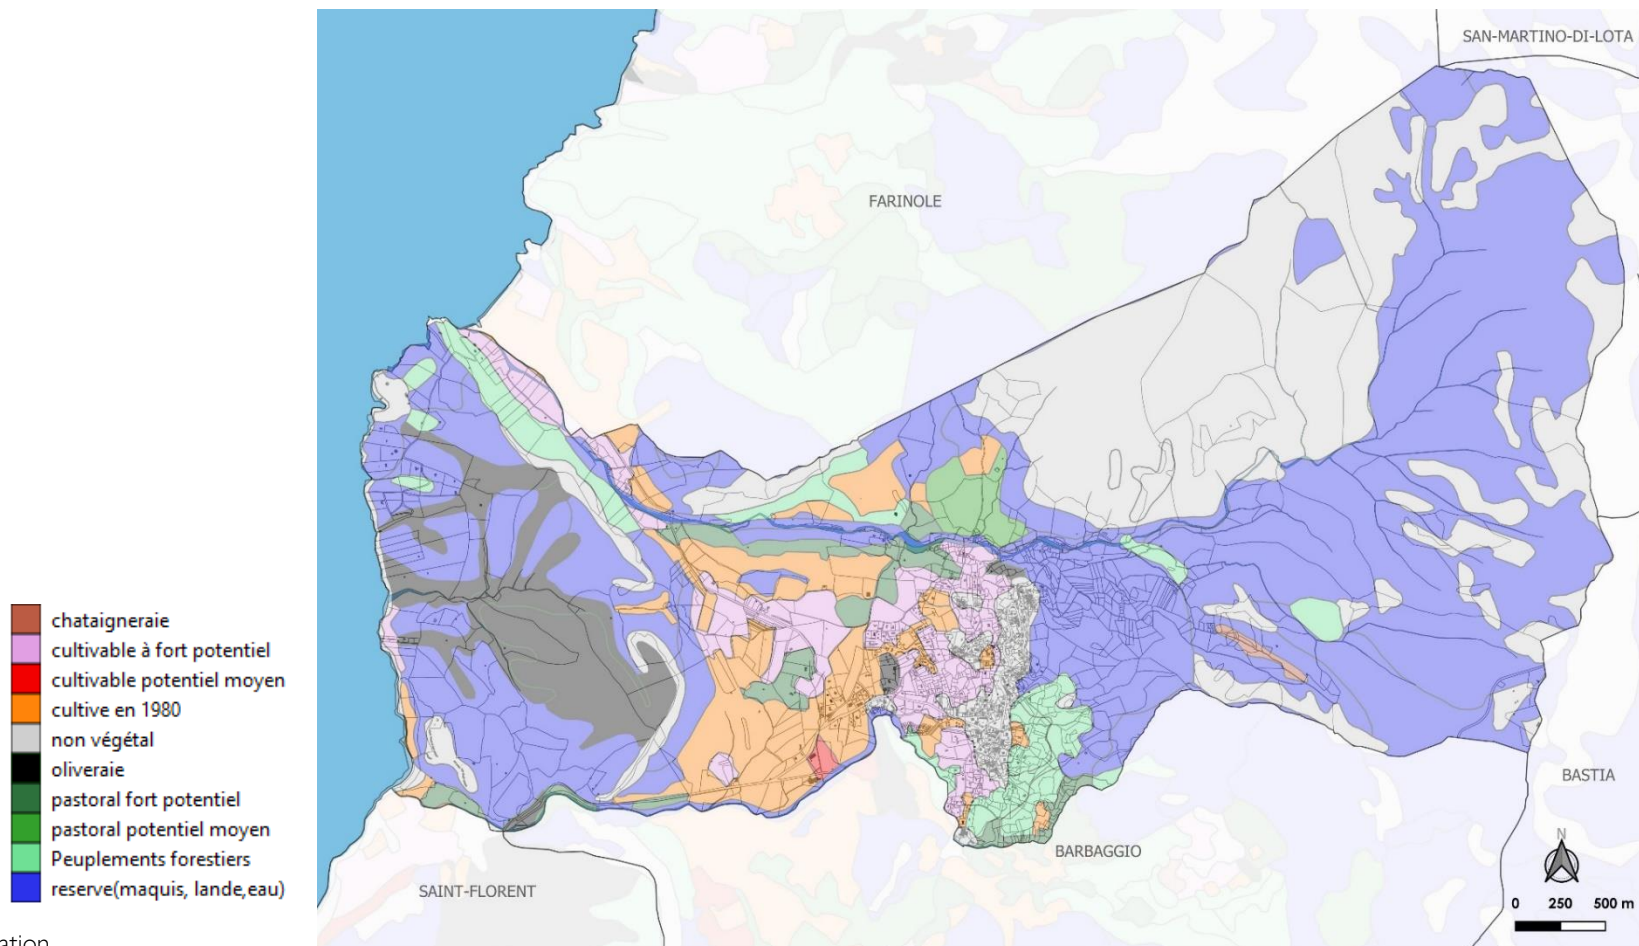 SAN-MARTINO-DI-LOTA
FARINOLE
chataigneraie
cultivable à fort potentiel
cultivable potentiel moyen
cultive en 1980
non végétal
oliveraie
pastoral fort potentiel
pastoral potentiel moyen
Peuplements forestiers
reserve(maquis, lande,eau)
BASTIA
BARBAGGIO
SAINT-FLORENT
N
0 250 500 m